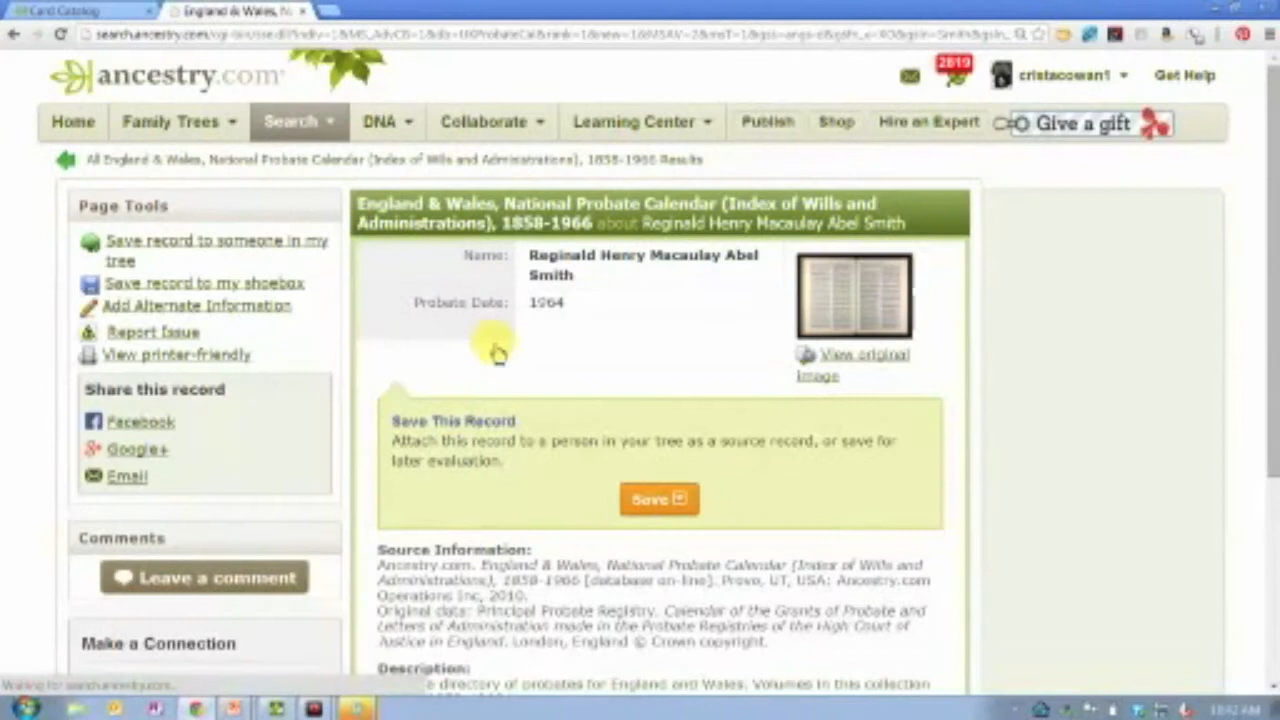 Card Catalog
England & Wales, N
ancestry.com
2819
cristacowan1
Get Help
Home
Family Trees
Search
DNA
Collaborate
Learning Center
Publish
Shop
Hire an Expert
Give a gift
All England & Wales, National Probate Calendar (Index of Wills and Administrations), 1858-1966 Results
Page Tools
Save record to someone in my
tree
Save record to my shoebox
Add Alternate Information
Report Issue
View printer-friendly
Share this record
Facebook
Google+
Email
Comments
Leave a comment
Make a Connection
England & Wales, National Probate Calendar (Index of Wills and
Administrations), 1858-1966 about Reginald Henry Macaulay Abel Smith
Name: Reginald Henry Macaulay Abel
Smith
Probate Date: 1964
View original
image
Save This Record
Attach this record to a person in your tree as a source record, or save for
later evaluation.
Save
Source Information:
Ancestry.com. England & Wales, National Probate Calendar (Index of Wills and
Administrations), 1858-1966 [database on-line]. Provo, UT, USA: Ancestry.com
Operations Inc, 2010.
Original data: Principal Probate Registry. Calendar of the Grants of Probate and
Letters of Administration made in the Probate Registries of the High Court of
Justice in England. London, England © Crown copyright.
Description:
e directory of probates for England and Wales. Volumes in this collection
Waiting for search.ancestry.com...
10:42 AM